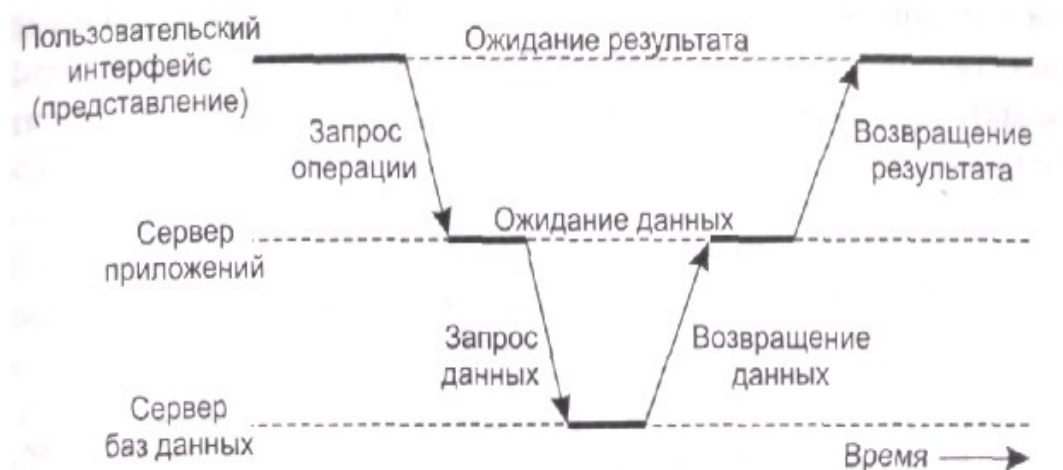 Пользовательский
интерфейс
(представление)
Ожидание результата
Запрос
операции
Возвращение
результата
Сервер
приложений
Ожидание данных
Запрос
данных
Возвращение
данных
Сервер
баз данных
Время